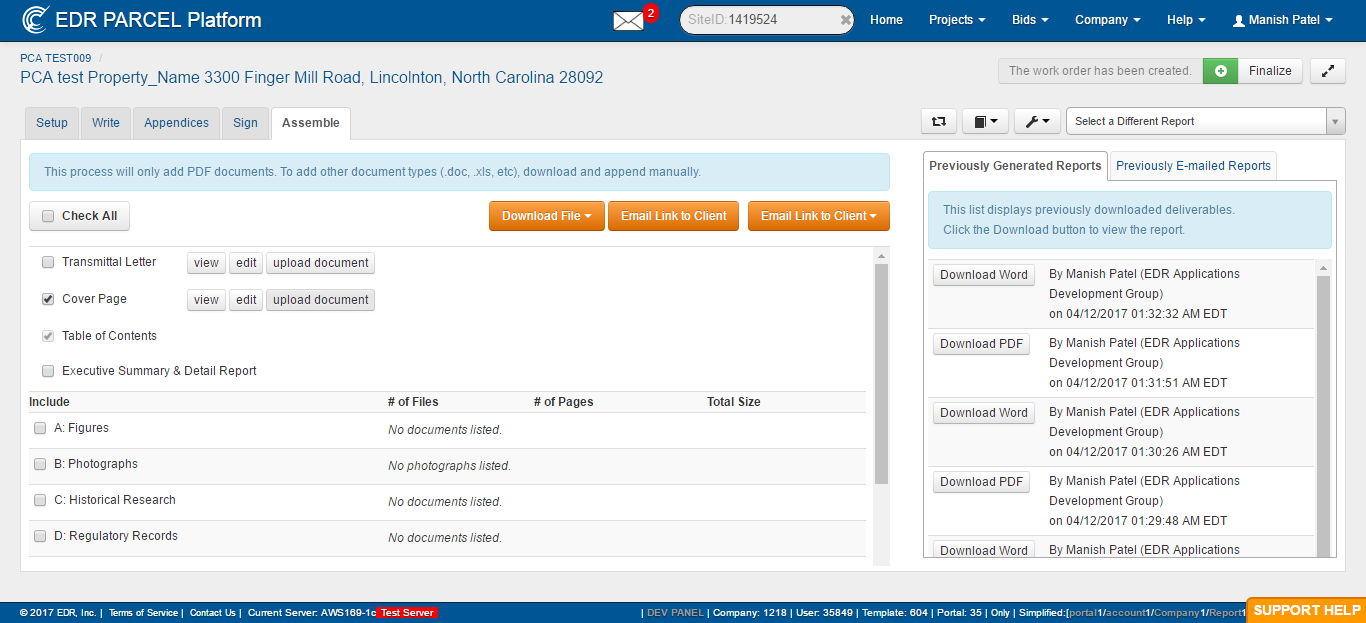 EDR PARCEL Platform
2
SiteID: 1419524
Home Projects Bids Company Help Manish Patel
PCA TEST009 /
PCA test Property_Name 3300 Finger Mill Road, Lincolnton, North Carolina 28092
The work order has been created. Finalize
Setup Write Appendices Sign Assemble
Select a Different Report
This process will only add PDF documents. To add other document types (.doc, .xls, etc), download and append manually.
Check All
Download File Email Link to Client Email Link to Client
Transmittal Letter view edit upload document
Cover Page view edit upload document
Table of Contents
Executive Summary & Detail Report
Include # of Files # of Pages Total Size
A: Figures No documents listed.
B: Photographs No photographs listed.
C: Historical Research No documents listed.
D: Regulatory Records No documents listed.
Previously Generated Reports Previously E-mailed Reports
This list displays previously downloaded deliverables.
Click the Download button to view the report.
Download Word By Manish Patel (EDR Applications
Development Group)
on 04/12/2017 01:32:32 AM EDT
Download PDF By Manish Patel (EDR Applications
Development Group)
on 04/12/2017 01:31:51 AM EDT
Download Word By Manish Patel (EDR Applications
Development Group)
on 04/12/2017 01:30:26 AM EDT
Download PDF By Manish Patel (EDR Applications
Development Group)
on 04/12/2017 01:29:48 AM EDT
Download Word By Manish Patel (EDR Applications
© 2017 EDR, Inc. | Terms of Service | Contact Us | Current Server: AWS169-1c Test Server
| DEV PANEL | Company: 1218 | User: 35849 | Template: 604 | Portal: 35 | Only | Simplified:[portal1/account1/Company1/Report1
SUPPORT HELP